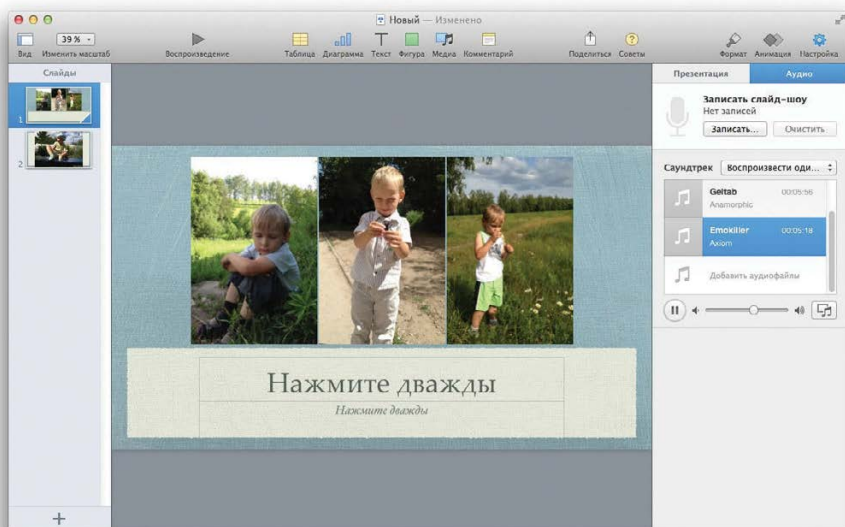 Новый — Изменено
39 %
Вид Изменить масштаб Воспроизведение Таблица Диаграмма Текст Фигура Медиа Комментарий Поделиться Советы Формат Анимация Настройка
Слайды
Презентация Аудио
1
2
Записать слайд-шоу
Нет записей
Записать... Очистить
Саундтрек Воспроизвести оди...
Geltab 00:05:56
Anamorphic
Emokiller 00:05:18
Axiom
Добавить аудиофайлы
Нажмите дважды
Нажмите дважды